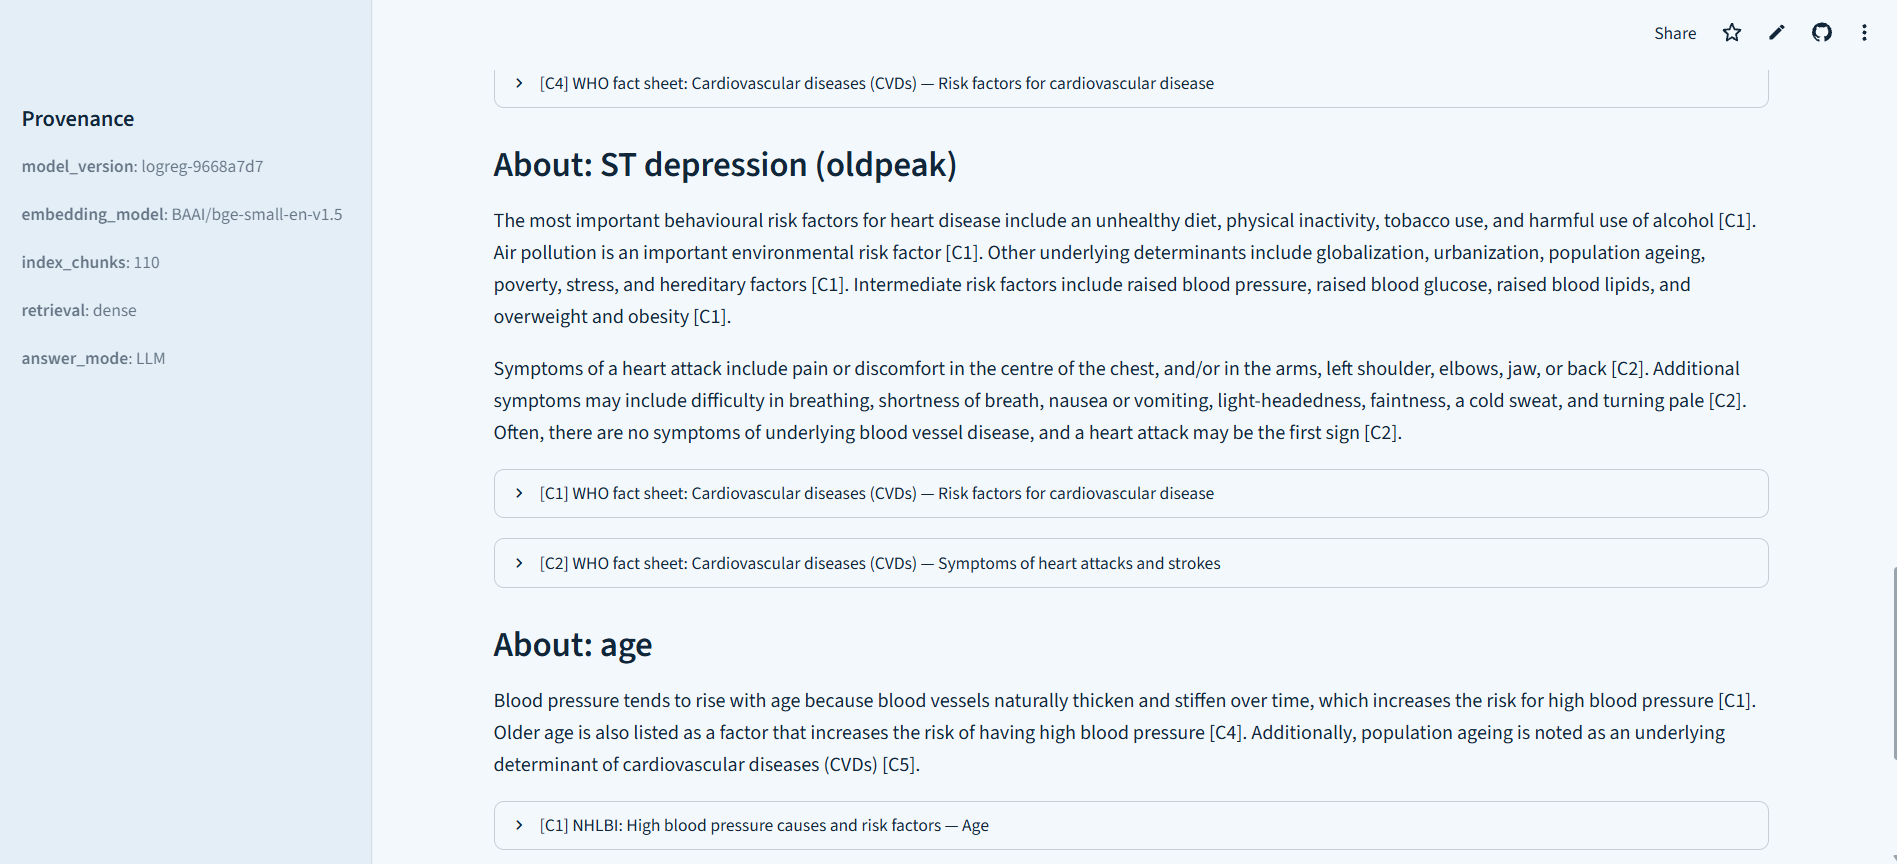 Share
Provenance
model_version: logreg-9668a7d7
embedding_model: BAAI/bge-small-en-v1.5
index_chunks: 110
retrieval: dense
answer_mode: LLM
[C4] WHO fact sheet: Cardiovascular diseases (CVDs) — Risk factors for cardiovascular disease
About: ST depression (oldpeak)
The most important behavioural risk factors for heart disease include an unhealthy diet, physical inactivity, tobacco use, and harmful use of alcohol [C1].
Air pollution is an important environmental risk factor [C1]. Other underlying determinants include globalization, urbanization, population ageing,
poverty, stress, and hereditary factors [C1]. Intermediate risk factors include raised blood pressure, raised blood glucose, raised blood lipids, and
overweight and obesity [C1].
Symptoms of a heart attack include pain or discomfort in the centre of the chest, and/or in the arms, left shoulder, elbows, jaw, or back [C2]. Additional
symptoms may include difficulty in breathing, shortness of breath, nausea or vomiting, light-headedness, faintness, a cold sweat, and turning pale [C2].
Often, there are no symptoms of underlying blood vessel disease, and a heart attack may be the first sign [C2].
[C1] WHO fact sheet: Cardiovascular diseases (CVDs) — Risk factors for cardiovascular disease
[C2] WHO fact sheet: Cardiovascular diseases (CVDs) — Symptoms of heart attacks and strokes
About: age
Blood pressure tends to rise with age because blood vessels naturally thicken and stiffen over time, which increases the risk for high blood pressure [C1].
Older age is also listed as a factor that increases the risk of having high blood pressure [C4]. Additionally, population ageing is noted as an underlying
determinant of cardiovascular diseases (CVDs) [C5].
[C1] NHLBI: High blood pressure causes and risk factors — Age